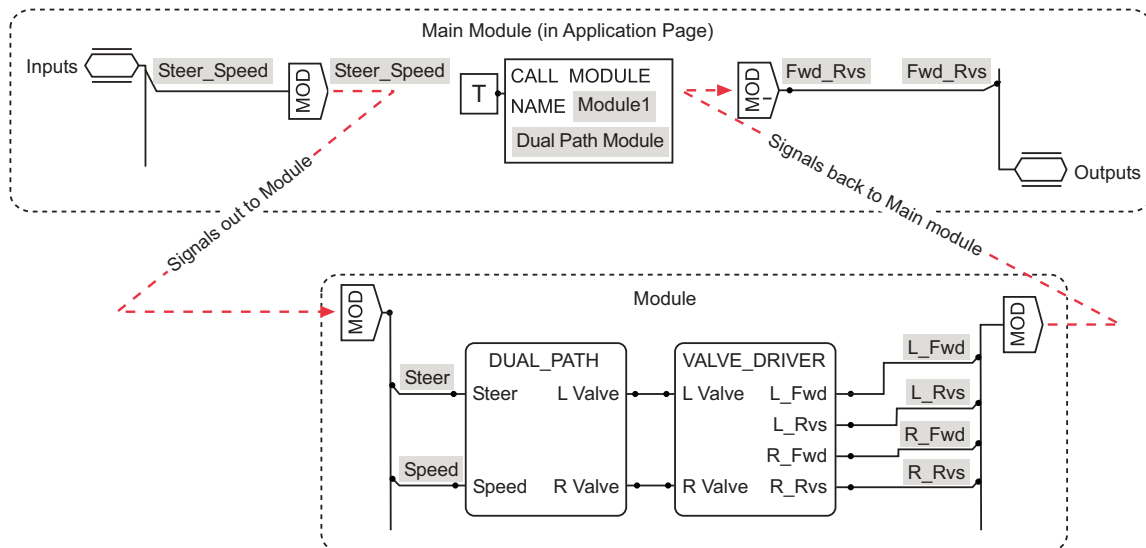 Main Module (in Application Page)
Inputs
Steer_Speed
MOD
Steer_Speed
T
CALL MODULE
NAME Module1
Dual Path Module
MOD I
Fwd_Rvs
Fwd_Rvs
Outputs
Signals out to Module
Signals back to Main module
Module
MOD
MOD
DUAL_PATH
VALVE_DRIVER
L_Fwd
Steer
Steer
L Valve
L Valve
L_Fwd
L_Rvs
L_Rvs
R_Fwd
R_Fwd
Speed
Speed
R Valve
R Valve
R_Rvs
R_Rvs